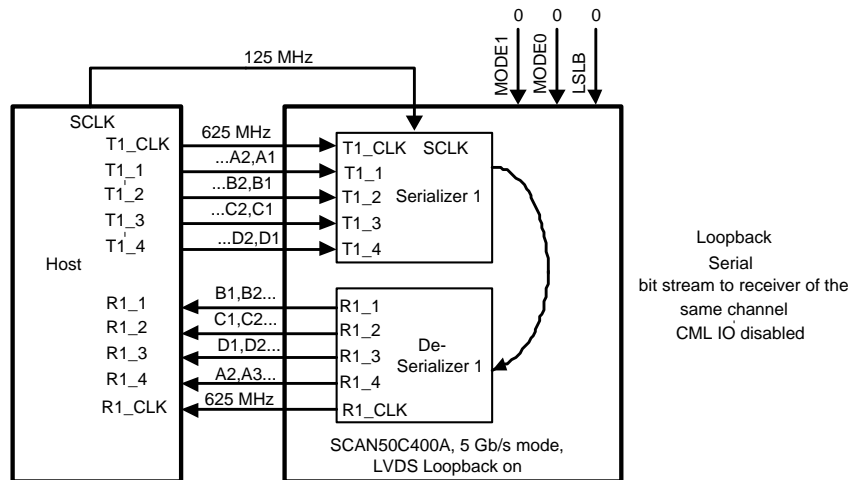 0 0 0
MODE1
MODE0
LSLB
125 MHz
SCLK
Host
T1_CLK
T1_1
T1_2
T1_3
T1_4
625 MHz
...A2,A1
...B2,B1
...C2,C1
...D2,D1
T1_CLK SCLK
T1_1
T1_2
T1_3
T1_4
Serializer 1
R1_1
R1_2
R1_3
R1_4
R1_CLK
B1,B2...
C1,C2...
D1,D2...
A2,A3...
625 MHz
R1_1
R1_2
R1_3
R1_4
R1_CLK
De-
Serializer 1
SCAN50C400A, 5 Gb/s mode,
LVDS Loopback on
Loopback
Serial
bit stream to receiver of the
same channel
CML IO disabled